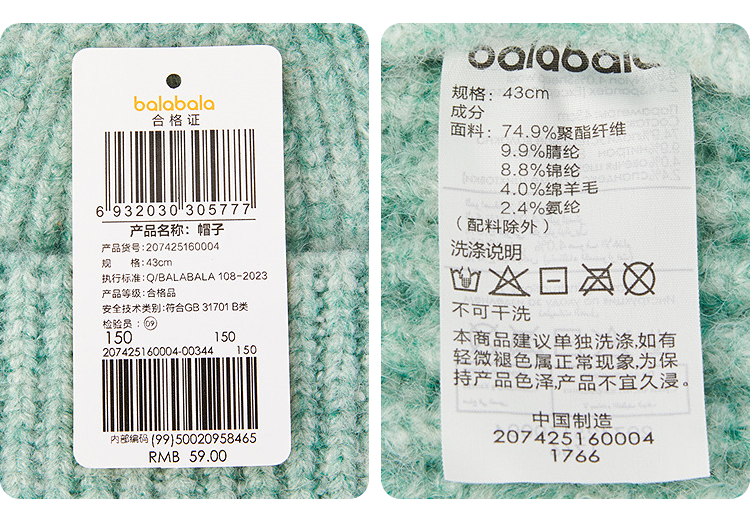 balabala
合格证
6 932030 305777
产品名称: 帽子
产品货号: 207425160004
规 格: 43cm
执行标准: Q/BALABALA 108-2023
产品等级: 合格品
安全技术类别: 符合GB 31701 B类
检验员: 09
150 150
207425160004-00344 150
内部编码 (99)50020958465
RMB 59.00
balabala
规格: 43cm
成分
面料: 74.9%聚酯纤维
9.9%腈纶
8.8%锦纶
4.0%绵羊毛
2.4%氨纶
(配料除外)
洗涤说明
不可干洗
本商品建议单独洗涤,如有
轻微褪色属正常现象,为保
持产品色泽,产品不宜久浸。
中国制造
207425160004
1766